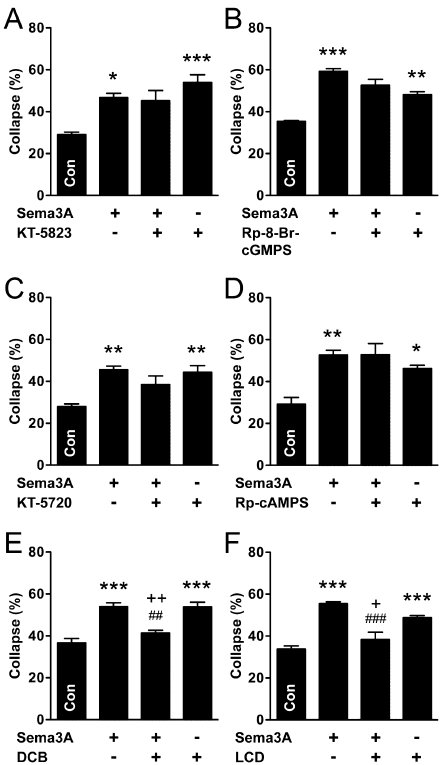 A
Collapse (%)
80
60
40
20
0
*
***
Con
Sema3A + + -
KT-5823 - + +
B
Collapse (%)
80
60
40
20
0
***
**
Con
Sema3A + + -
Rp-8-Br- - + +
cGMPS
C
Collapse (%)
80
60
40
20
0
**
**
Con
Sema3A + + -
KT-5720 - + +
D
Collapse (%)
80
60
40
20
0
**
*
Con
Sema3A + + -
Rp-cAMPS - + +
E
Collapse (%)
80
60
40
20
0
***
++
##
***
Con
Sema3A + + -
DCB - + +
F
Collapse (%)
80
60
40
20
0
***
+
###
***
Con
Sema3A + + -
LCD - + +